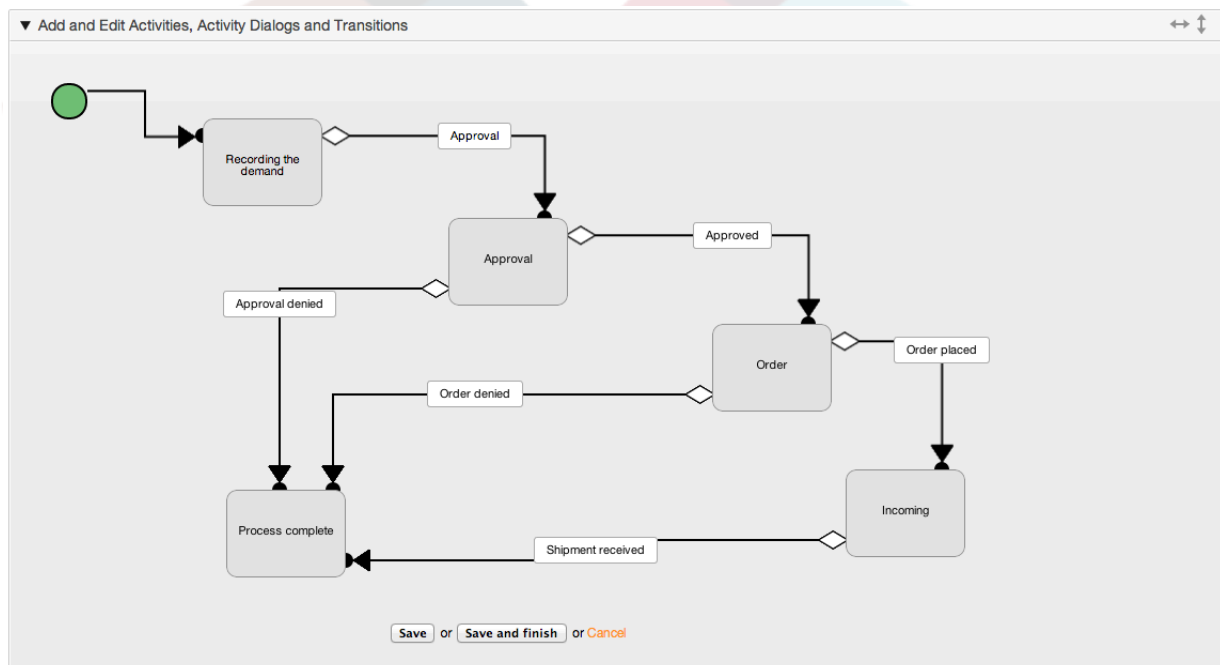 ▼ Add and Edit Activities, Activity Dialogs and Transitions
Recording the
demand
Approval
Approval
Approved
Approval denied
Order
Order placed
Order denied
Process complete
Incoming
Shipment received
Save or Save and finish or Cancel